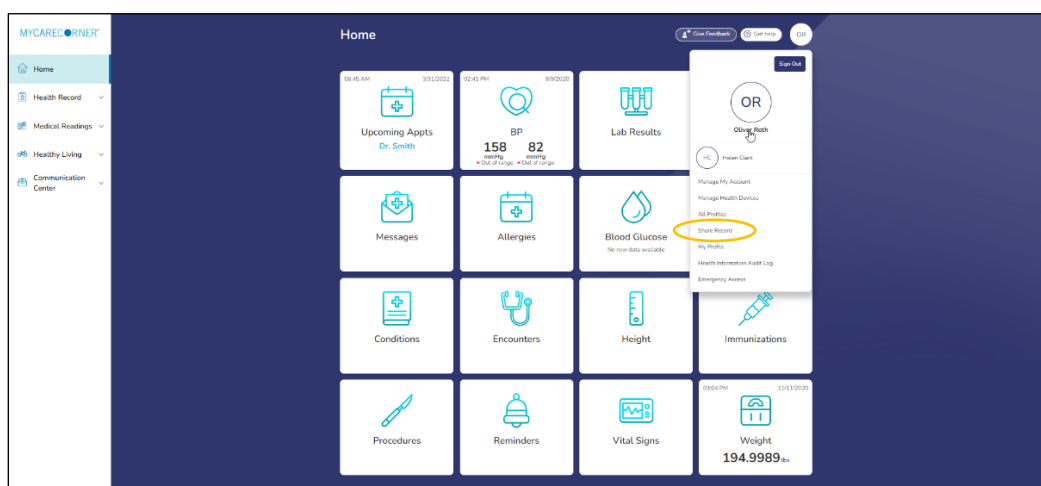 MYCARECORNER
Home
Health Record
Medical Readings
Healthy Living
Communication
Center
Home
Give Feedback
Get help
OR
Sign Out
OR
Oliver Roth
HC
Helen Clark
Manage My Account
Manage Health Devices
All Profiles
Share Record
My Profile
Health Information Audit Log
Emergency Access
08:45 AM 3/31/2022
Upcoming Appts
Dr. Smith
02:41 PM 9/9/2020
BP
158 82
mmHg mmHg
Out of range Out of range
Lab Results
Messages
Allergies
Blood Glucose
No new data available
Conditions
Encounters
Height
Immunizations
Procedures
Reminders
Vital Signs
03:04 PM 11/11/2020
Weight
194.9989 lbs